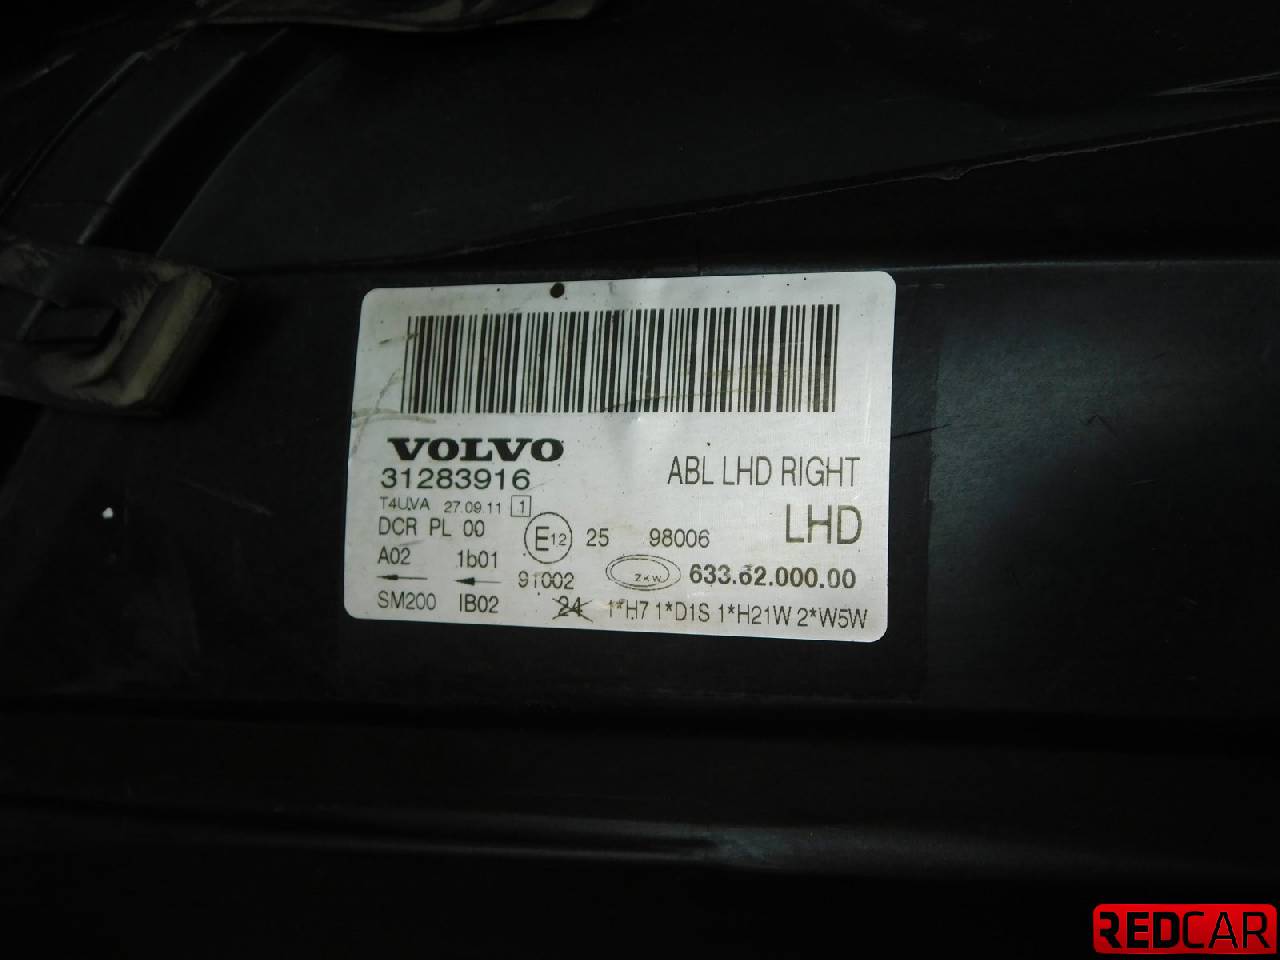 VOLVO
31283916
ABL LHD RIGHT
T4UVA 27.09.11 1
LHD
DCR PL 00
E12 25 98006
A02 1b01
91002
ZKW 633.62.000.00
SM200 IB02
24 1*H7 1*D1S 1*H21W 2*W5W
REDCAR